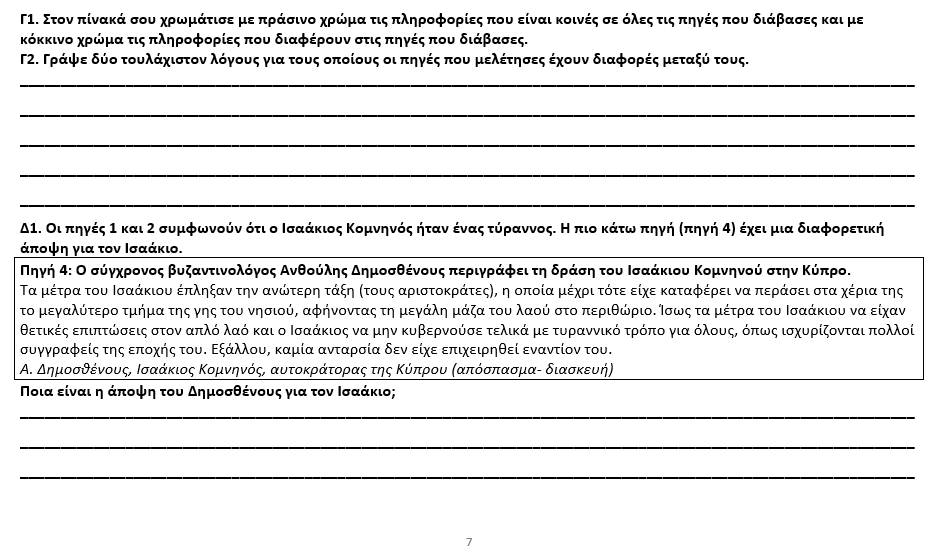 Γ1. Στον πίνακά σου χρωμάτισε με πράσινο χρώμα τις πληροφορίες που είναι κοινές σε όλες τις πηγές που διάβασες και με
κόκκινο χρώμα τις πληροφορίες που διαφέρουν στις πηγές που διάβασες.
Γ2. Γράψε δύο τουλάχιστον λόγους για τους οποίους οι πηγές που μελέτησες έχουν διαφορές μεταξύ τους.
Δ1. Οι πηγές 1 και 2 συμφωνούν ότι ο Ισαάκιος Κομνηνός ήταν ένας τύραννος. Η πιο κάτω πηγή (πηγή 4) έχει μια διαφορετική
άποψη για τον Ισαάκιο.
Πηγή 4: Ο σύγχρονος βυζαντινολόγος Ανθούλης Δημοσθένους περιγράφει τη δράση του Ισαάκιου Κομνηνού στην Κύπρο.
Τα μέτρα του Ισαάκιου έπληξαν την ανώτερη τάξη (τους αριστοκράτες), η οποία μέχρι τότε είχε καταφέρει να περάσει στα χέρια της
το μεγαλύτερο τμήμα της γης του νησιού, αφήνοντας τη μεγάλη μάζα του λαού στο περιθώριο. Ίσως τα μέτρα του Ισαάκιου να είχαν
θετικές επιπτώσεις στον απλό λαό και ο Ισαάκιος να μην κυβερνούσε τελικά με τυραννικό τρόπο για όλους, όπως ισχυρίζονται πολλοί
συγγραφείς της εποχής του. Εξάλλου, καμία ανταρσία δεν είχε επιχειρηθεί εναντίον του.
Α. Δημοσθένους, Ισαάκιος Κομνηνός, αυτοκράτορας της Κύπρου (απόσπασμα- διασκευή)
Ποια είναι η άποψη του Δημοσθένους για τον Ισαάκιο;
7